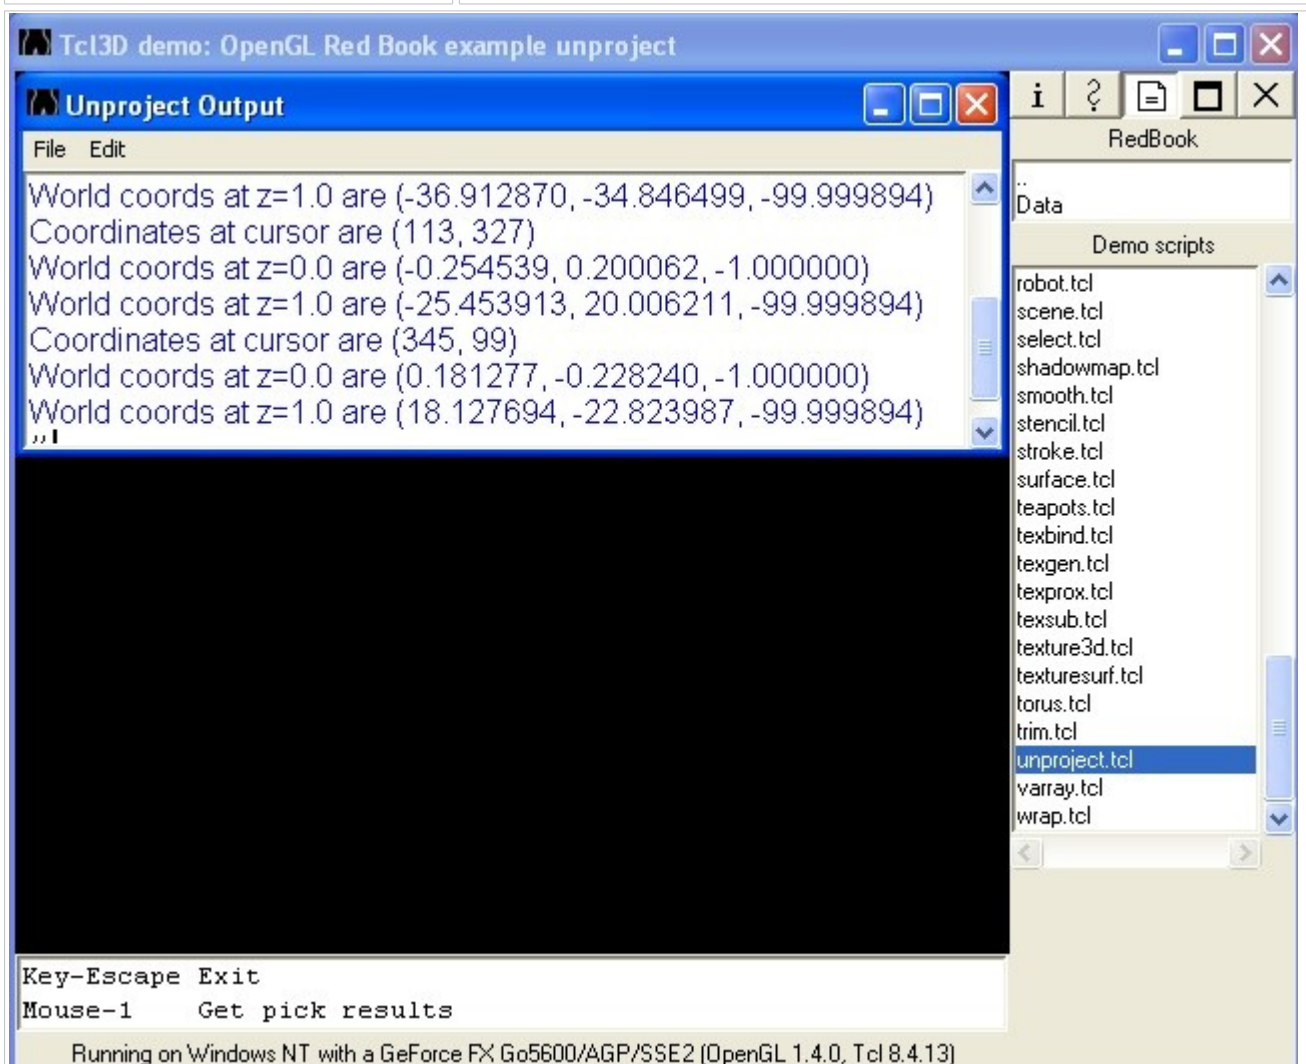 Tcl3D demo: OpenGL Red Book example unproject
Unproject Output
File Edit
World coords at z=1.0 are (-36.912870, -34.846499, -99.999894)
Coordinates at cursor are (113, 327)
World coords at z=0.0 are (-0.254539, 0.200062, -1.000000)
World coords at z=1.0 are (-25.453913, 20.006211, -99.999894)
Coordinates at cursor are (345, 99)
World coords at z=0.0 are (0.181277, -0.228240, -1.000000)
World coords at z=1.0 are (18.127694, -22.823987, -99.999894)
RedBook
..
Data
Demo scripts
robot.tcl
scene.tcl
select.tcl
shadowmap.tcl
smooth.tcl
stencil.tcl
stroke.tcl
surface.tcl
teapots.tcl
texbind.tcl
texgen.tcl
texprox.tcl
texsub.tcl
texture3d.tcl
texturesurf.tcl
torus.tcl
trim.tcl
unproject.tcl
varray.tcl
wrap.tcl
Key-Escape Exit
Mouse-1 Get pick results
Running on Windows NT with a GeForce FX Go5600/AGP/SSE2 (OpenGL 1.4.0, Tcl 8.4.13)